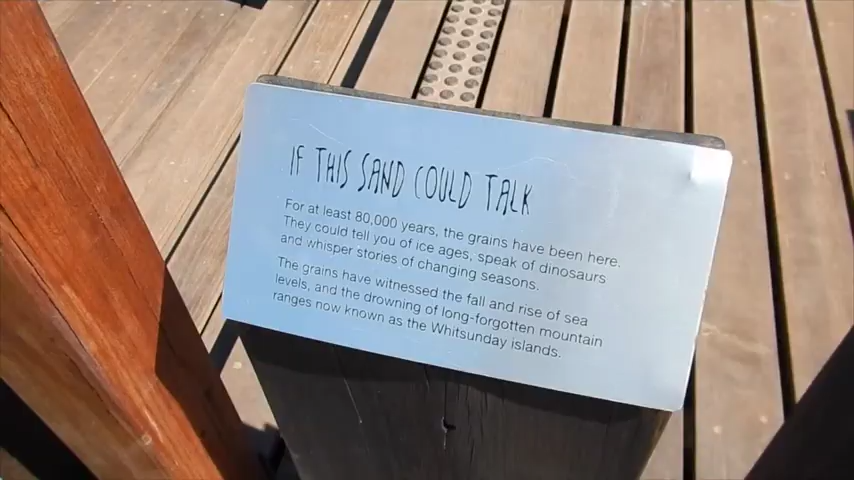 IF THIS SAND COULD TALK
For at least 80,000 years, the grains have been here.
They could tell you of ice ages, speak of dinosaurs
and whisper stories of changing seasons.
The grains have witnessed the fall and rise of sea
levels, and the drowning of long-forgotten mountain
ranges now known as the Whitsunday islands.